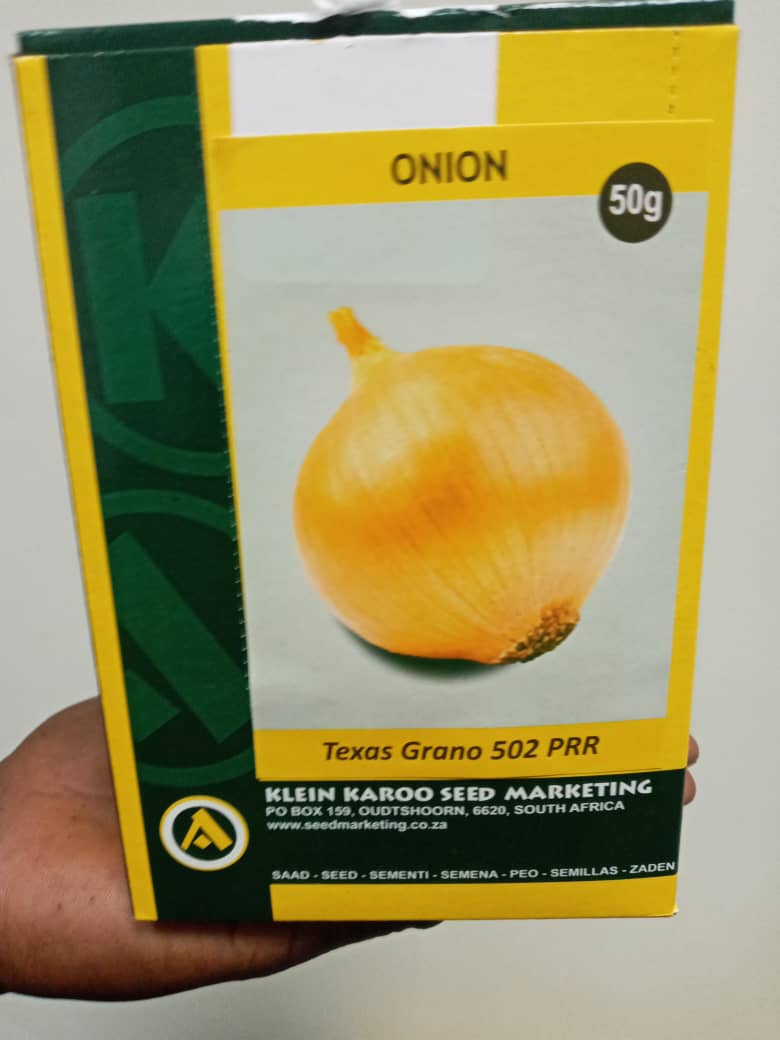 ONION
50g
Texas Grano 502 PRR
KLEIN KAROO SEED MARKETING
PO BOX 159, OUDTSHOORN, 6620, SOUTH AFRICA
www.seedmarketing.co.za
SAAD - SEED - SEMENTI - SEMENA - PEO - SEMILLAS - ZADEN